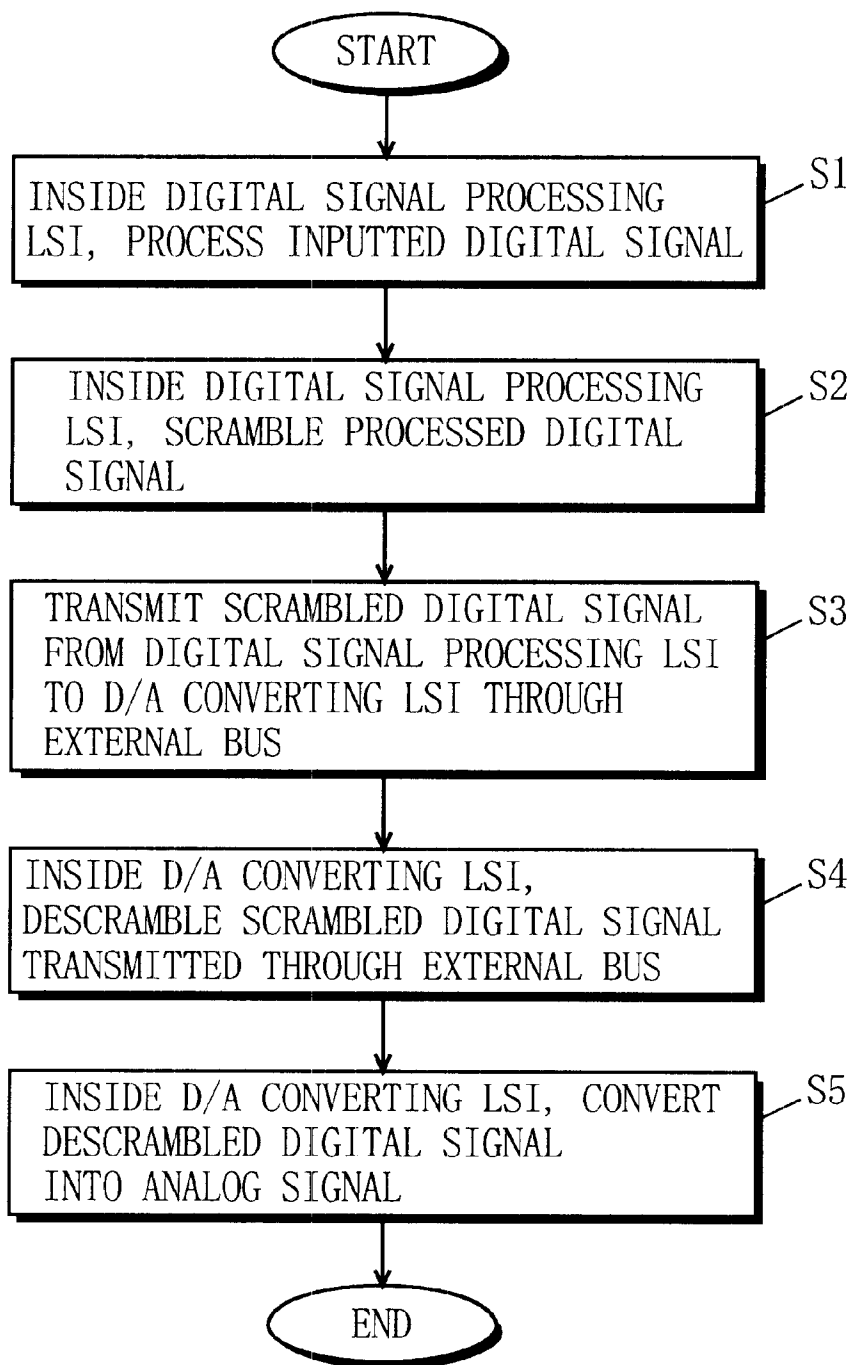 START
S1
INSIDE DIGITAL SIGNAL PROCESSING
LSI, PROCESS INPUTTED DIGITAL SIGNAL
S2
INSIDE DIGITAL SIGNAL PROCESSING
LSI, SCRAMBLE PROCESSED DIGITAL
SIGNAL
S3
TRANSMIT SCRAMBLED DIGITAL SIGNAL
FROM DIGITAL SIGNAL PROCESSING LSI
TO D/A CONVERTING LSI THROUGH
EXTERNAL BUS
S4
INSIDE D/A CONVERTING LSI,
DESCRAMBLE SCRAMBLED DIGITAL SIGNAL
TRANSMITTED THROUGH EXTERNAL BUS
S5
INSIDE D/A CONVERTING LSI, CONVERT
DESCRAMBLED DIGITAL SIGNAL
INTO ANALOG SIGNAL
END